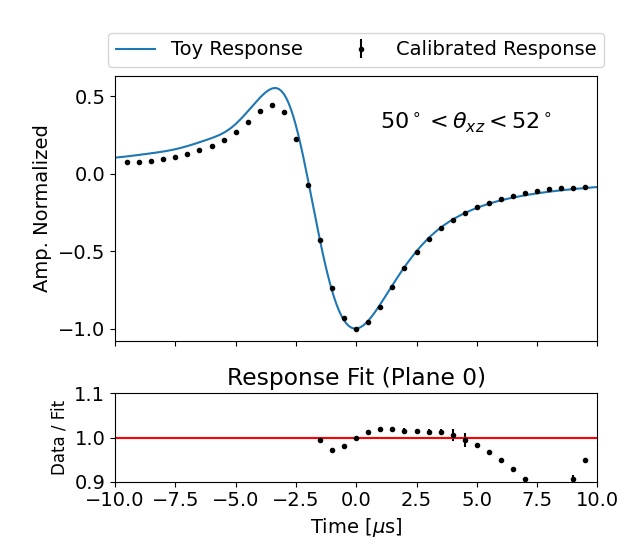 Toy Response
Calibrated Response
50° < θxz < 52°
Amp. Normalized
0.5
0.0
−0.5
−1.0
Response Fit (Plane 0)
Data / Fit
1.1
1.0
0.9
−10.0 −7.5 −5.0 −2.5 0.0 2.5 5.0 7.5 10.0
Time [μs]